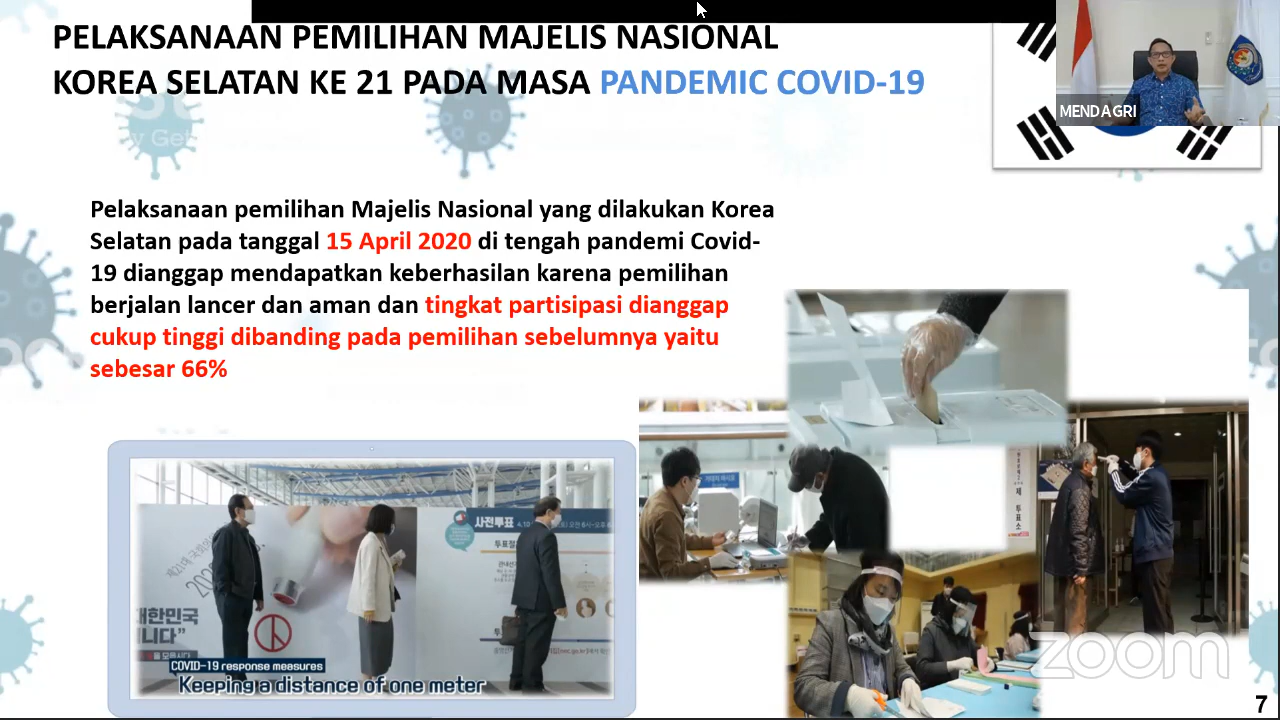 PELAKSANAAN PEMILIHAN MAJELIS NASIONAL
KOREA SELATAN KE 21 PADA MASA PANDEMIC COVID-19
MENDAGRI
Pelaksanaan pemilihan Majelis Nasional yang dilakukan Korea
Selatan pada tanggal 15 April 2020 di tengah pandemi Covid-
19 dianggap mendapatkan keberhasilan karena pemilihan
berjalan lancer dan aman dan tingkat partisipasi dianggap
cukup tinggi dibanding pada pemilihan sebelumnya yaitu
sebesar 66%
사전투표
대한민국
니다”
COVID-19 response measures
Keeping a distance of one meter
투표소
zoom
7